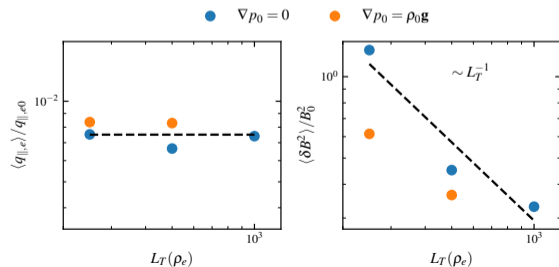 ∇p₀ = 0
∇p₀ = ρ₀g
⟨q∥,e⟩/q∥,e0
10⁻²
10³
L_T(ρ_e)
⟨δB²⟩/B₀²
10⁰
~ L_T⁻¹
10³
L_T(ρ_e)